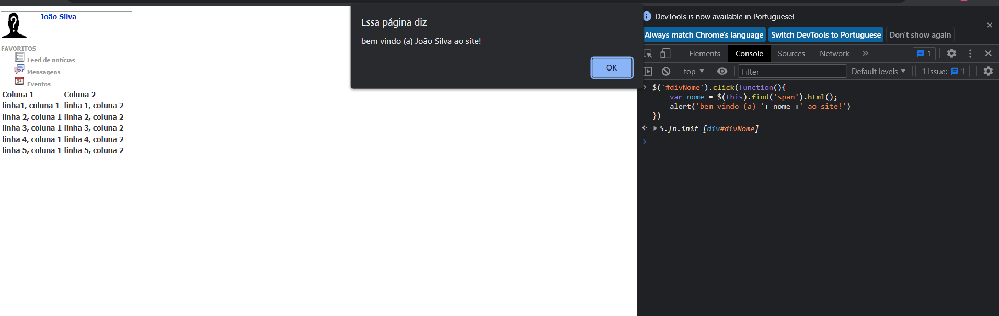 João Silva
FAVORITOS
Feed de notícias
Mensagens
31
Eventos
Coluna 1 Coluna 2
linha1, coluna 1 linha 1, coluna 2
linha 2, coluna 1 linha 2, coluna 2
linha 3, coluna 1 linha 3, coluna 2
linha 4, coluna 1 linha 4, coluna 2
linha 5, coluna 1 linha 5, coluna 2
Essa página diz
bem vindo (a) João Silva ao site!
OK
DevTools is now available in Portuguese!
Always match Chrome's language Switch DevTools to Portuguese Don't show again
Elements Console Sources Network » 1
top ▼ Filter Default levels ▼ 1 Issue: 1
$('#divNome').click(function(){
    var nome = $(this).find('span').html();
    alert('bem vindo (a) '+ nome +' ao site!')
})
S.fn.init [div#divNome]